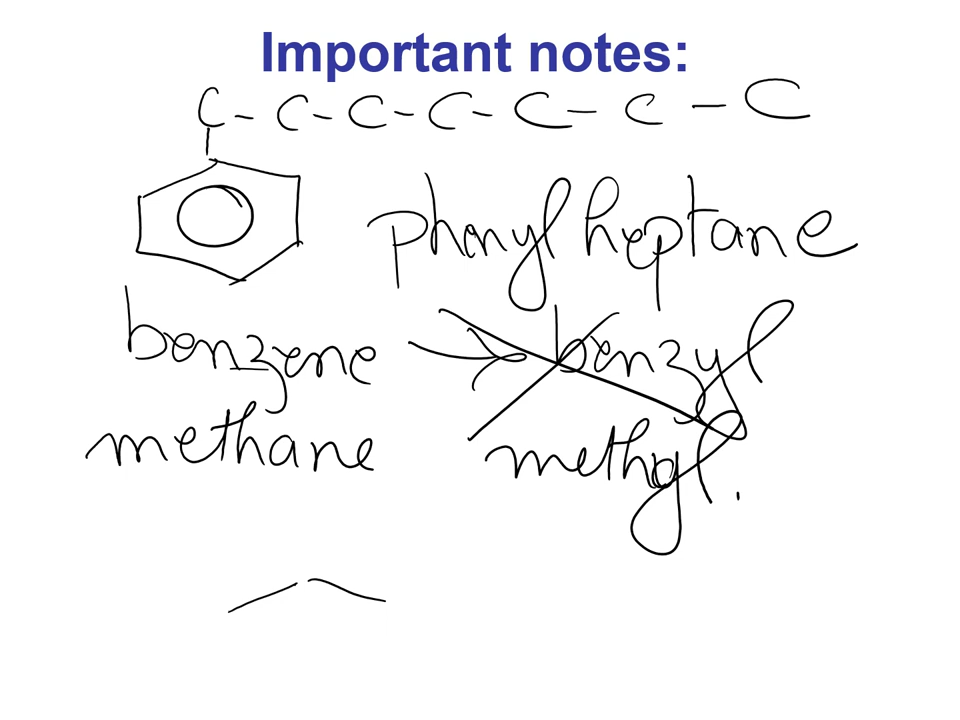 Important notes:
C - C - C - C - C - C - C
phenyl heptane
benzene → benzyl
methane methyl.